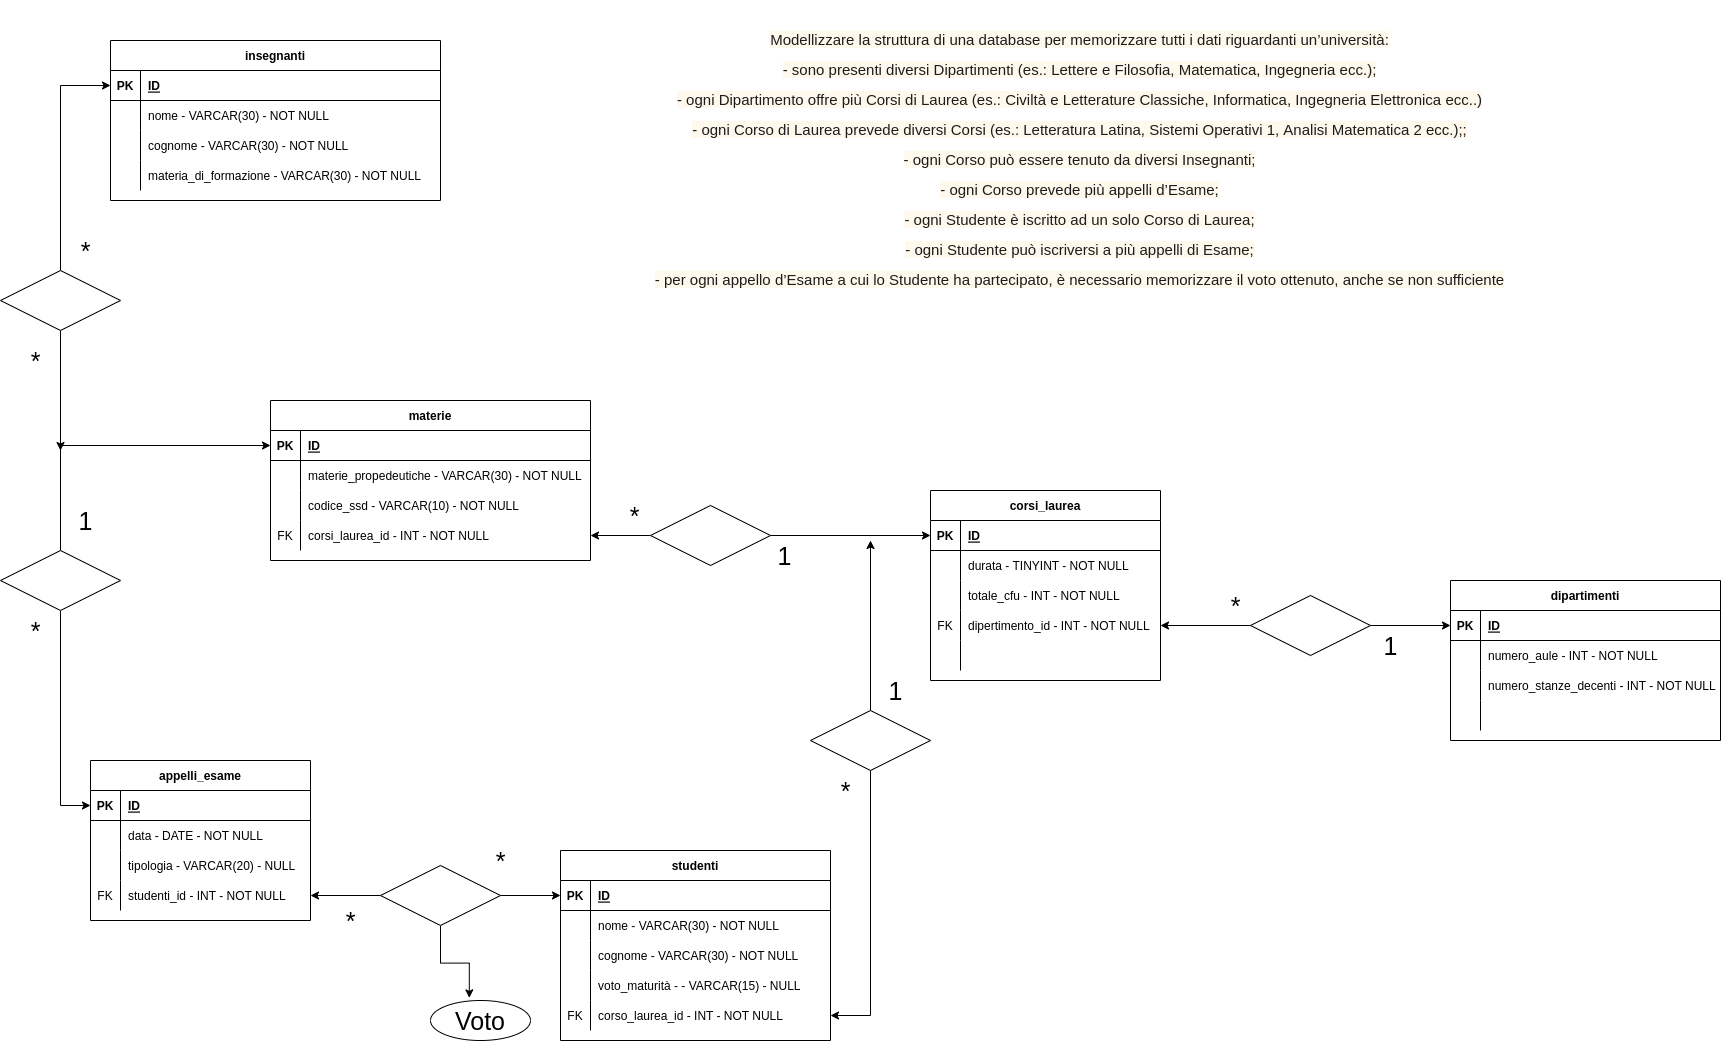 Modellizzare la struttura di una database per memorizzare tutti i dati riguardanti un'università:
- sono presenti diversi Dipartimenti (es.: Lettere e Filosofia, Matematica, Ingegneria ecc.);
- ogni Dipartimento offre più Corsi di Laurea (es.: Civiltà e Letterature Classiche, Informatica, Ingegneria Elettronica ecc..)
- ogni Corso di Laurea prevede diversi Corsi (es.: Letteratura Latina, Sistemi Operativi 1, Analisi Matematica 2 ecc.);;
- ogni Corso può essere tenuto da diversi Insegnanti;
- ogni Corso prevede più appelli d'Esame;
- ogni Studente è iscritto ad un solo Corso di Laurea;
- ogni Studente può iscriversi a più appelli di Esame;
- per ogni appello d'Esame a cui lo Studente ha partecipato, è necessario memorizzare il voto ottenuto, anche se non sufficiente
insegnanti
PK ID
nome - VARCHAR(30) - NOT NULL
cognome - VARCHAR(30) - NOT NULL
materia_di_formazione - VARCHAR(30) - NOT NULL
*
*
materie
PK ID
materie_propedeutiche - VARCHAR(30) - NOT NULL
codice_ssd - VARCHAR(10) - NOT NULL
FK corsi_laurea_id - INT - NOT NULL
*
1
corsi_laurea
PK ID
durata - TINYINT - NOT NULL
totale_cfu - INT - NOT NULL
FK dipertimento_id - INT - NOT NULL
*
1
dipartimenti
PK ID
numero_aule - INT - NOT NULL
numero_stanze_decenti - INT - NOT NULL
1
*
1
*
appelli_esame
PK ID
data - DATE - NOT NULL
tipologia - VARCHAR(20) - NULL
FK studenti_id - INT - NOT NULL
*
*
Voto
studenti
PK ID
nome - VARCHAR(30) - NOT NULL
cognome - VARCHAR(30) - NOT NULL
voto_maturità - - VARCHAR(15) - NULL
FK corso_laurea_id - INT - NOT NULL